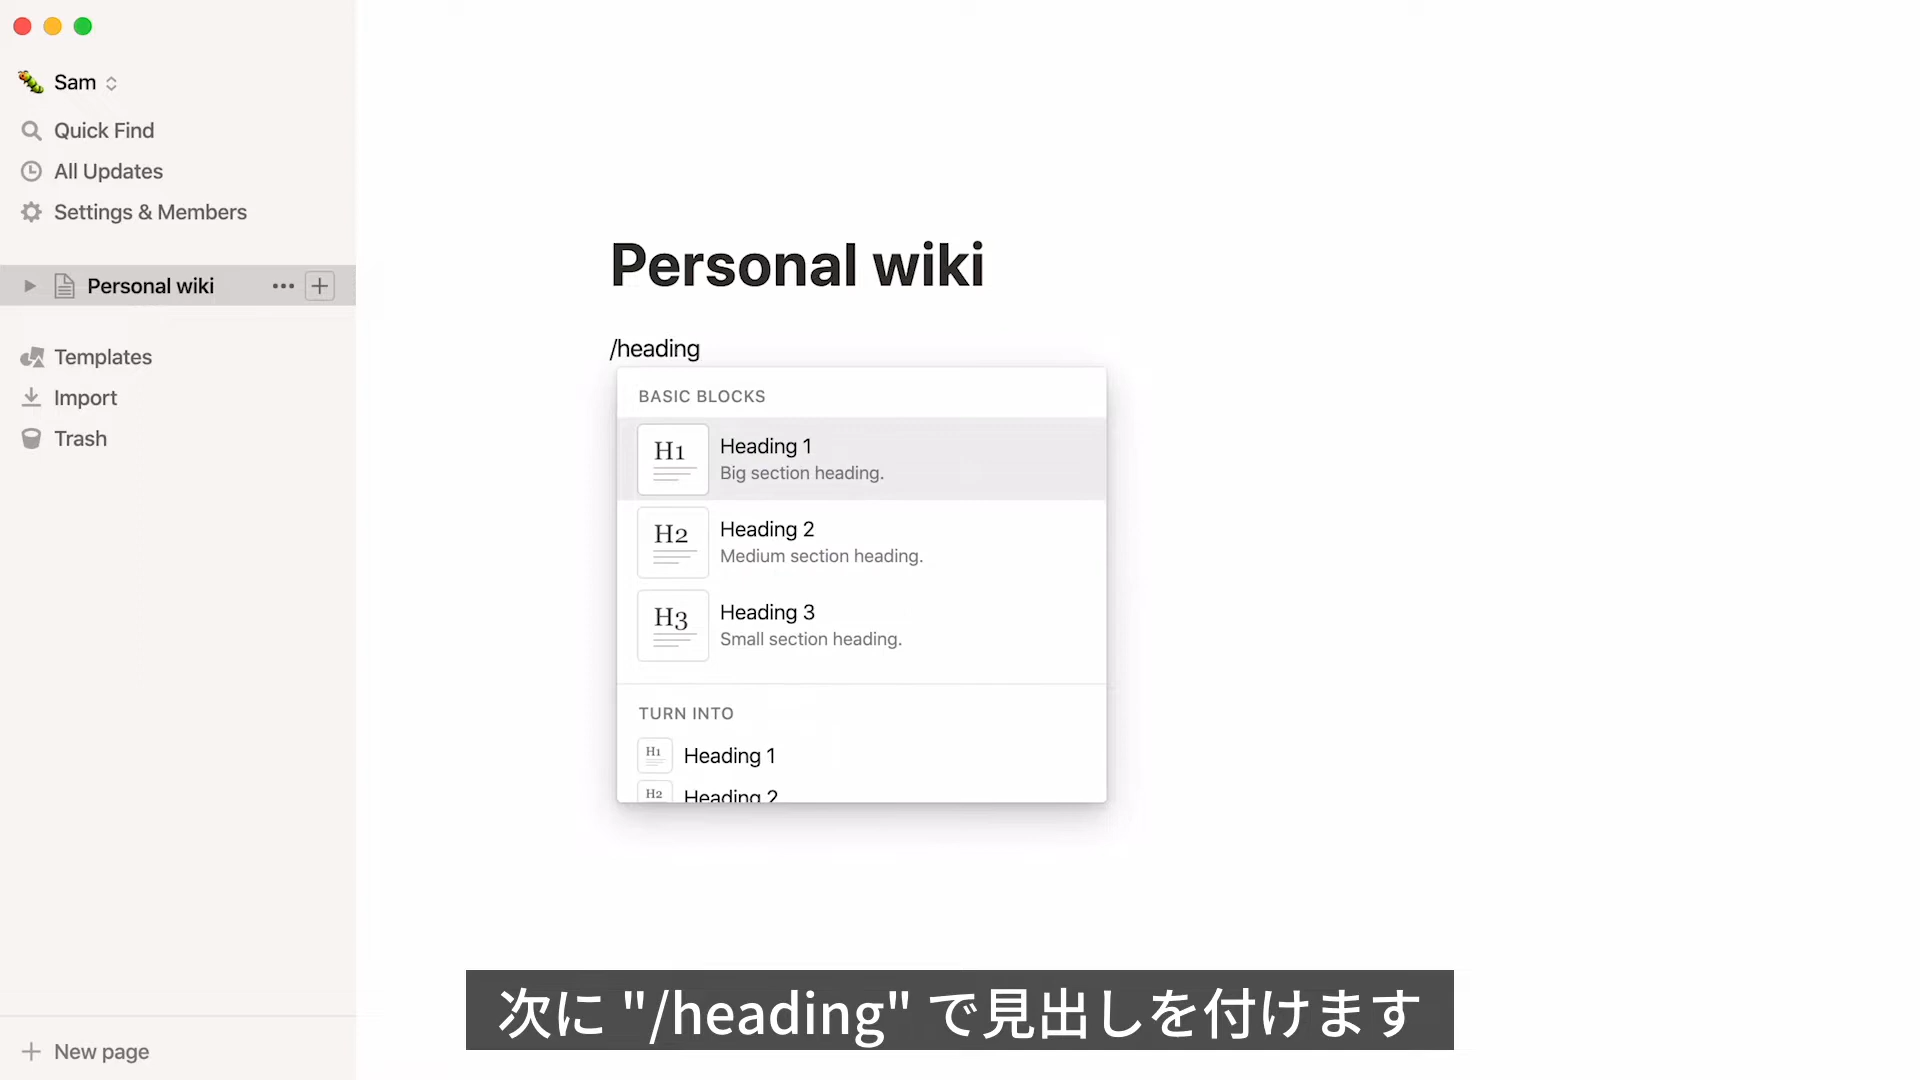 Sam
Quick Find
All Updates
Settings & Members
Personal wiki
Templates
Import
Trash
New page
Personal wiki
/heading
BASIC BLOCKS
H1
Heading 1
Big section heading.
H2
Heading 2
Medium section heading.
H3
Heading 3
Small section heading.
TURN INTO
H1
Heading 1
H2
Heading 2
次に "/heading" で見出しを付けます